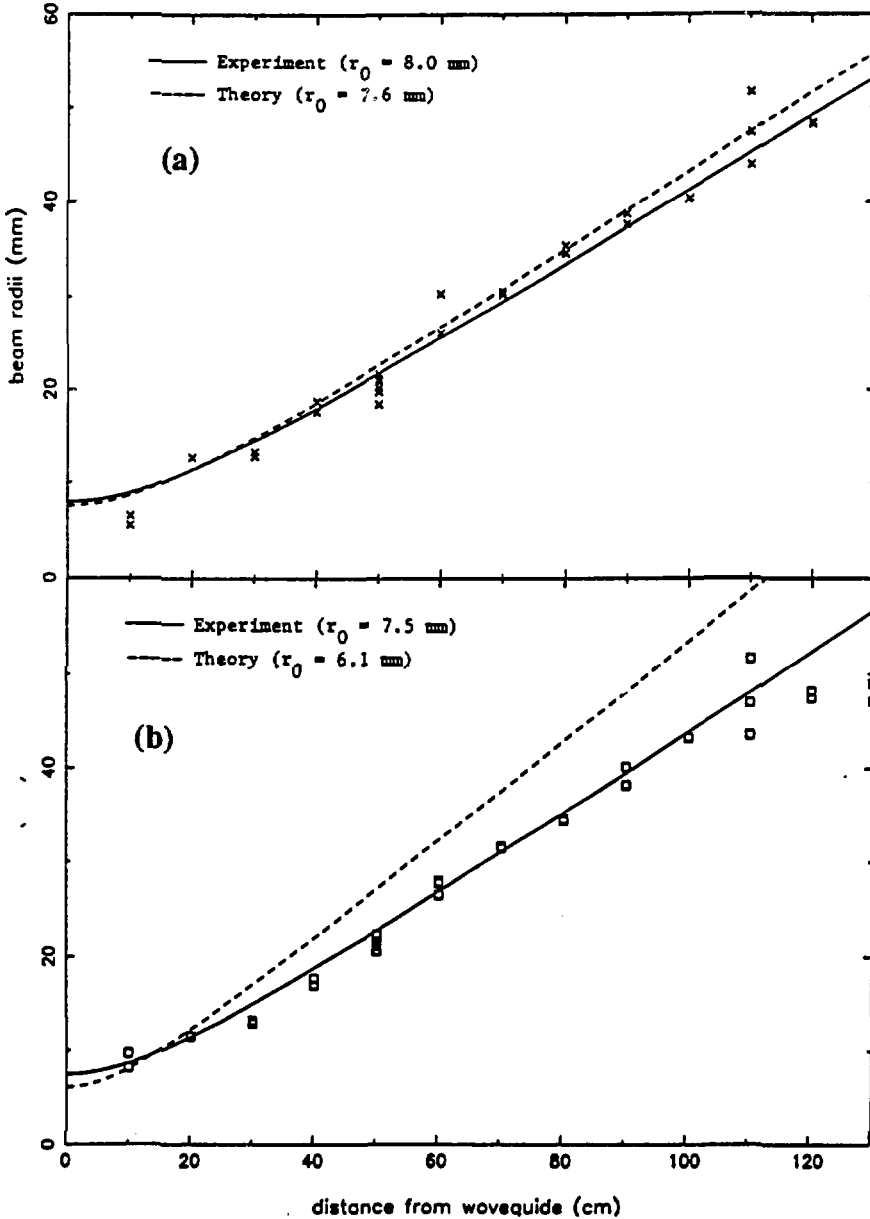 60
Experiment (r0 = 8.0 mm)
Theory (r0 = 7.6 mm)
(a)
40
beam radii (mm)
20
0
Experiment (r0 = 7.5 mm)
Theory (r0 = 6.1 mm)
(b)
40
20
0
0 20 40 60 80 100 120
distance from waveguide (cm)